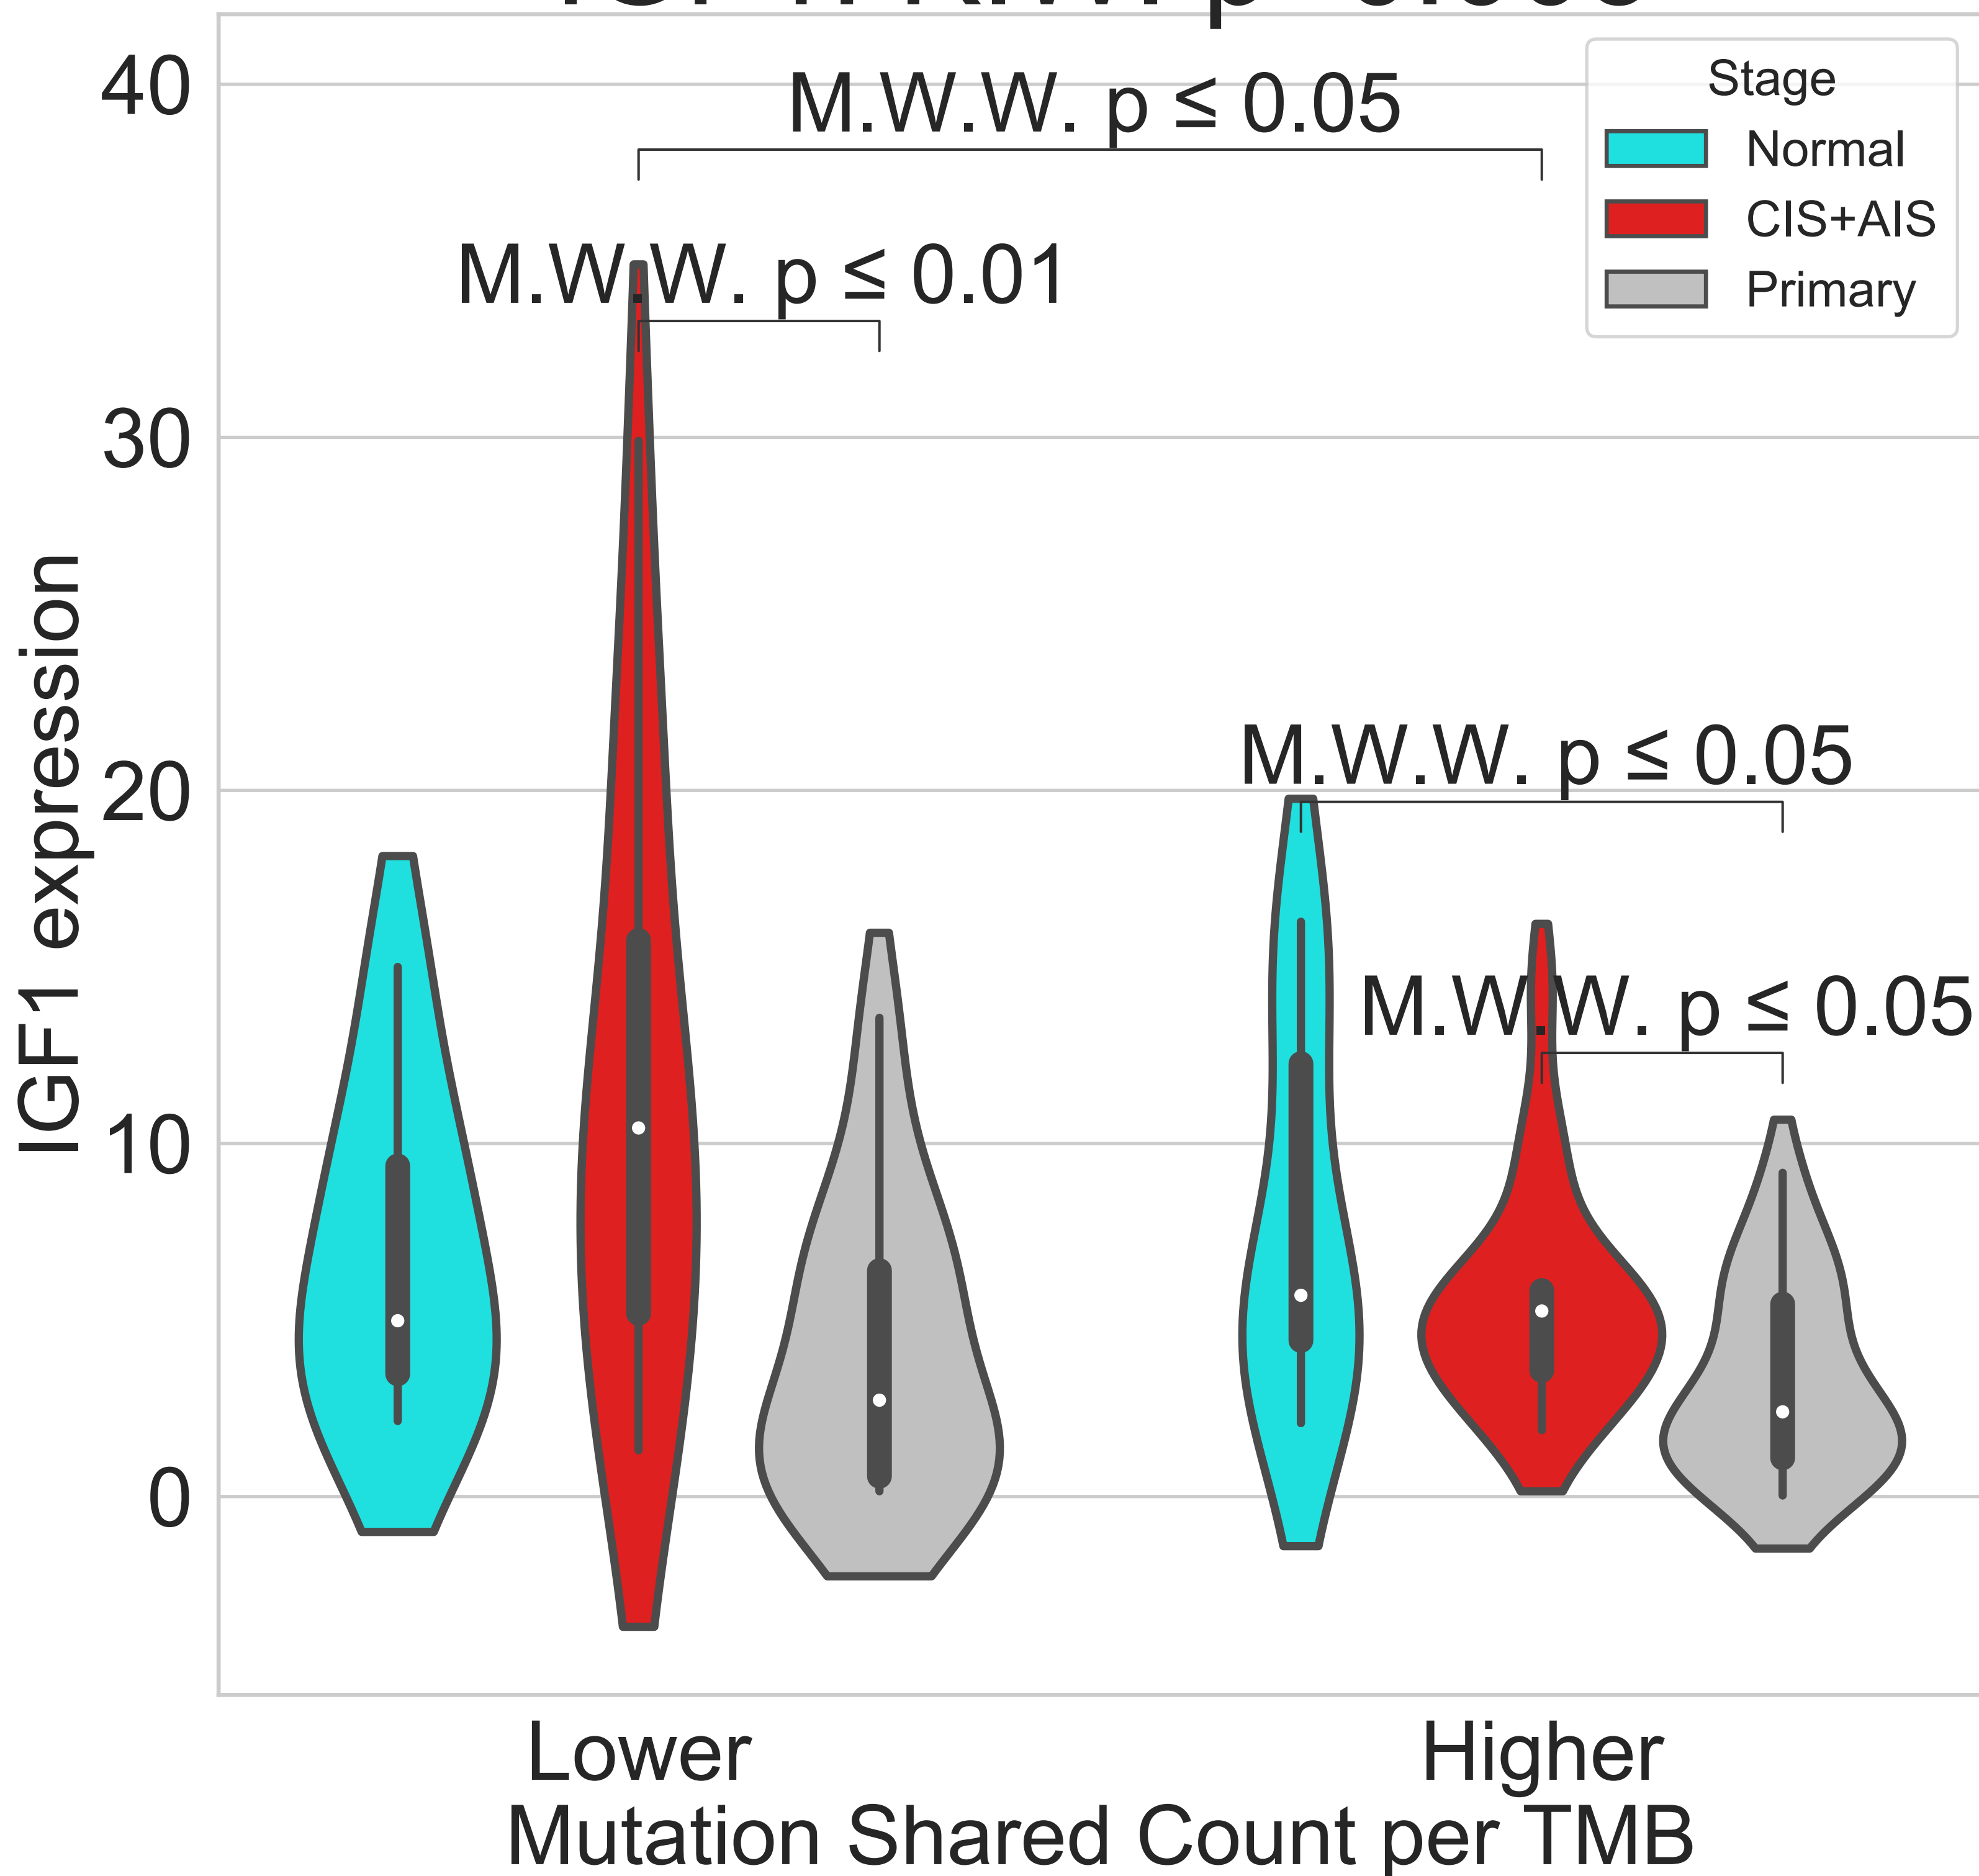 40
M.W.W. p ≤ 0.05
Stage
Normal
CIS+AIS
Primary
M.W.W. p ≤ 0.01
30
IGF1 expression
20
M.W.W. p ≤ 0.05
M.W.W. p ≤ 0.05
10
0
Lower
Higher
Mutation Shared Count per TMB